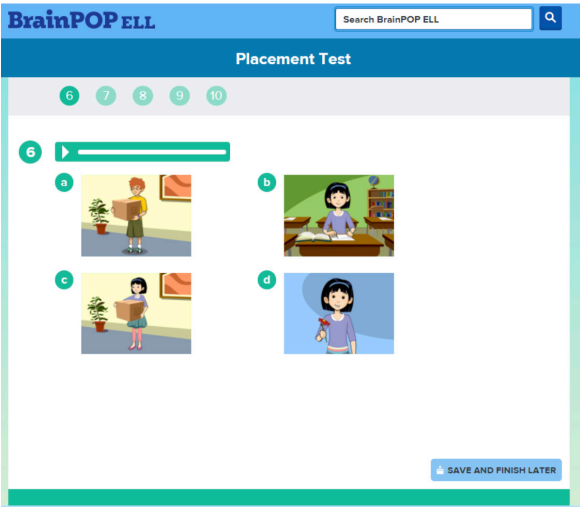 BrainPOP ELL
Search BrainPOP ELL
Placement Test
6 7 8 9 10
6
a
b
c
d
SAVE AND FINISH LATER